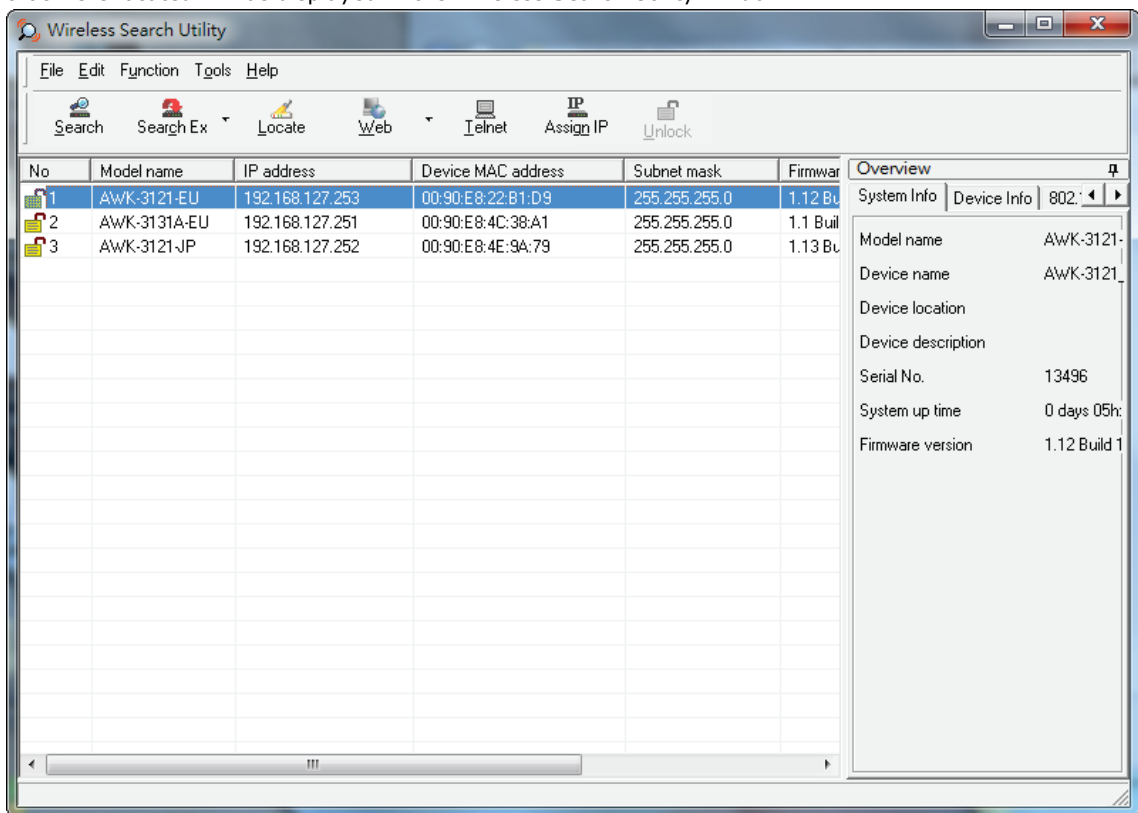 Wireless Search Utility
File Edit Function Tools Help
Search Search Ex Locate Web Telnet Assign IP Unlock
No Model name IP address Device MAC address Subnet mask Firmwar
1 AWK-3121-EU 192.168.127.253 00:90:E8:22:B1:D9 255.255.255.0 1.12 Bu
2 AWK-3131A-EU 192.168.127.251 00:90:E8:4C:38:A1 255.255.255.0 1.1 Buil
3 AWK-3121-JP 192.168.127.252 00:90:E8:4E:9A:79 255.255.255.0 1.13 Bu
Overview
System Info Device Info 802.
Model name AWK-3121-
Device name AWK-3121_
Device location
Device description
Serial No. 13496
System up time 0 days 05h:
Firmware version 1.12 Build 1